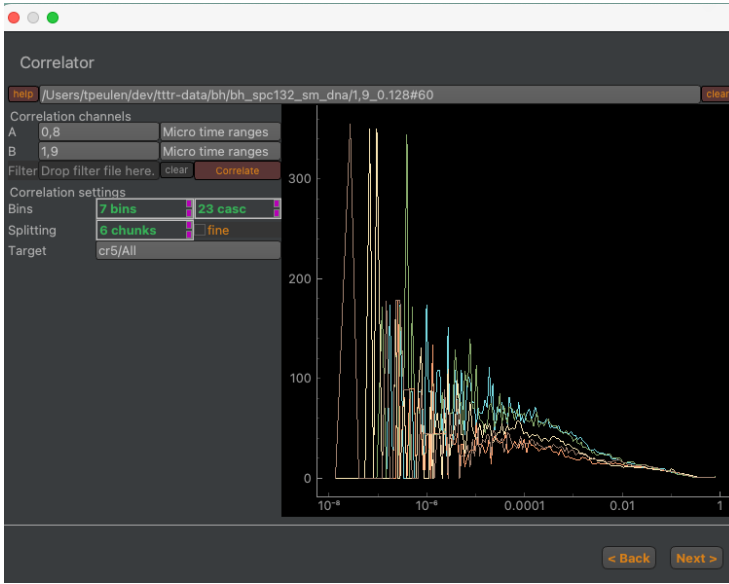 Correlator
help /Users/tpeulen/dev/tttr-data/bh/bh_spc132_sm_dna/1,9_0.128#60 clear
Correlation channels
A 0,8 Micro time ranges
B 1,9 Micro time ranges
Filter Drop filter file here. clear Correlate
Correlation settings
Bins 7 bins 23 casc
Splitting 6 chunks fine
Target cr5/All
300
200
100
0
10⁻⁸ 10⁻⁶ 0.0001 0.01 1
< Back Next >